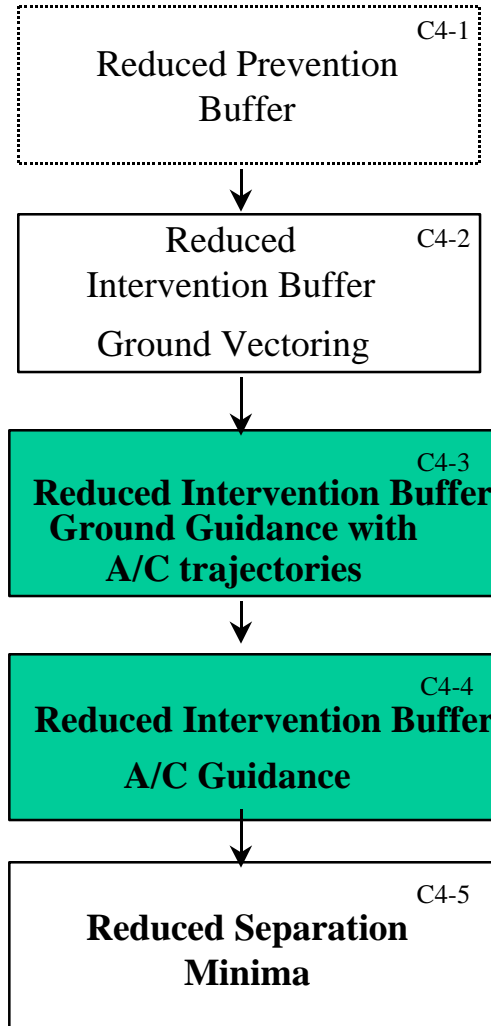 C4-1
Reduced Prevention
Buffer
C4-2
Reduced
Intervention Buffer
Ground Vectoring
C4-3
Reduced Intervention Buffer
Ground Guidance with
A/C trajectories
C4-4
Reduced Intervention Buffer
A/C Guidance
C4-5
Reduced Separation
Minima